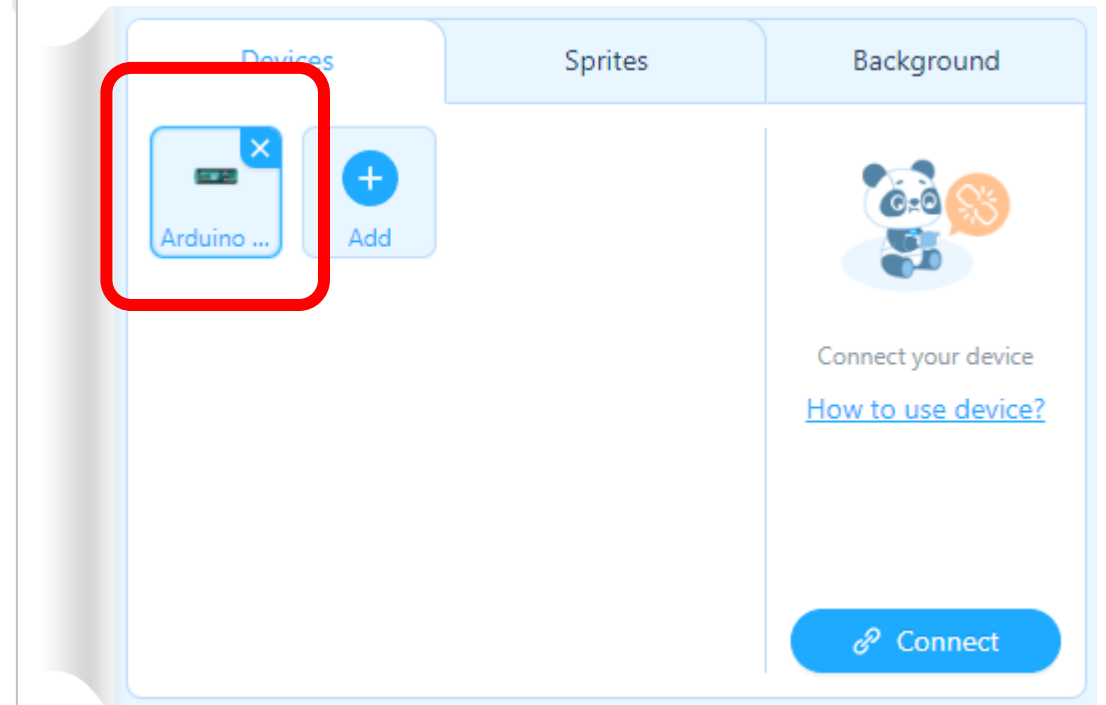 Devices
Sprites
Background
Arduino ...
Add
Connect your device
How to use device?
Connect